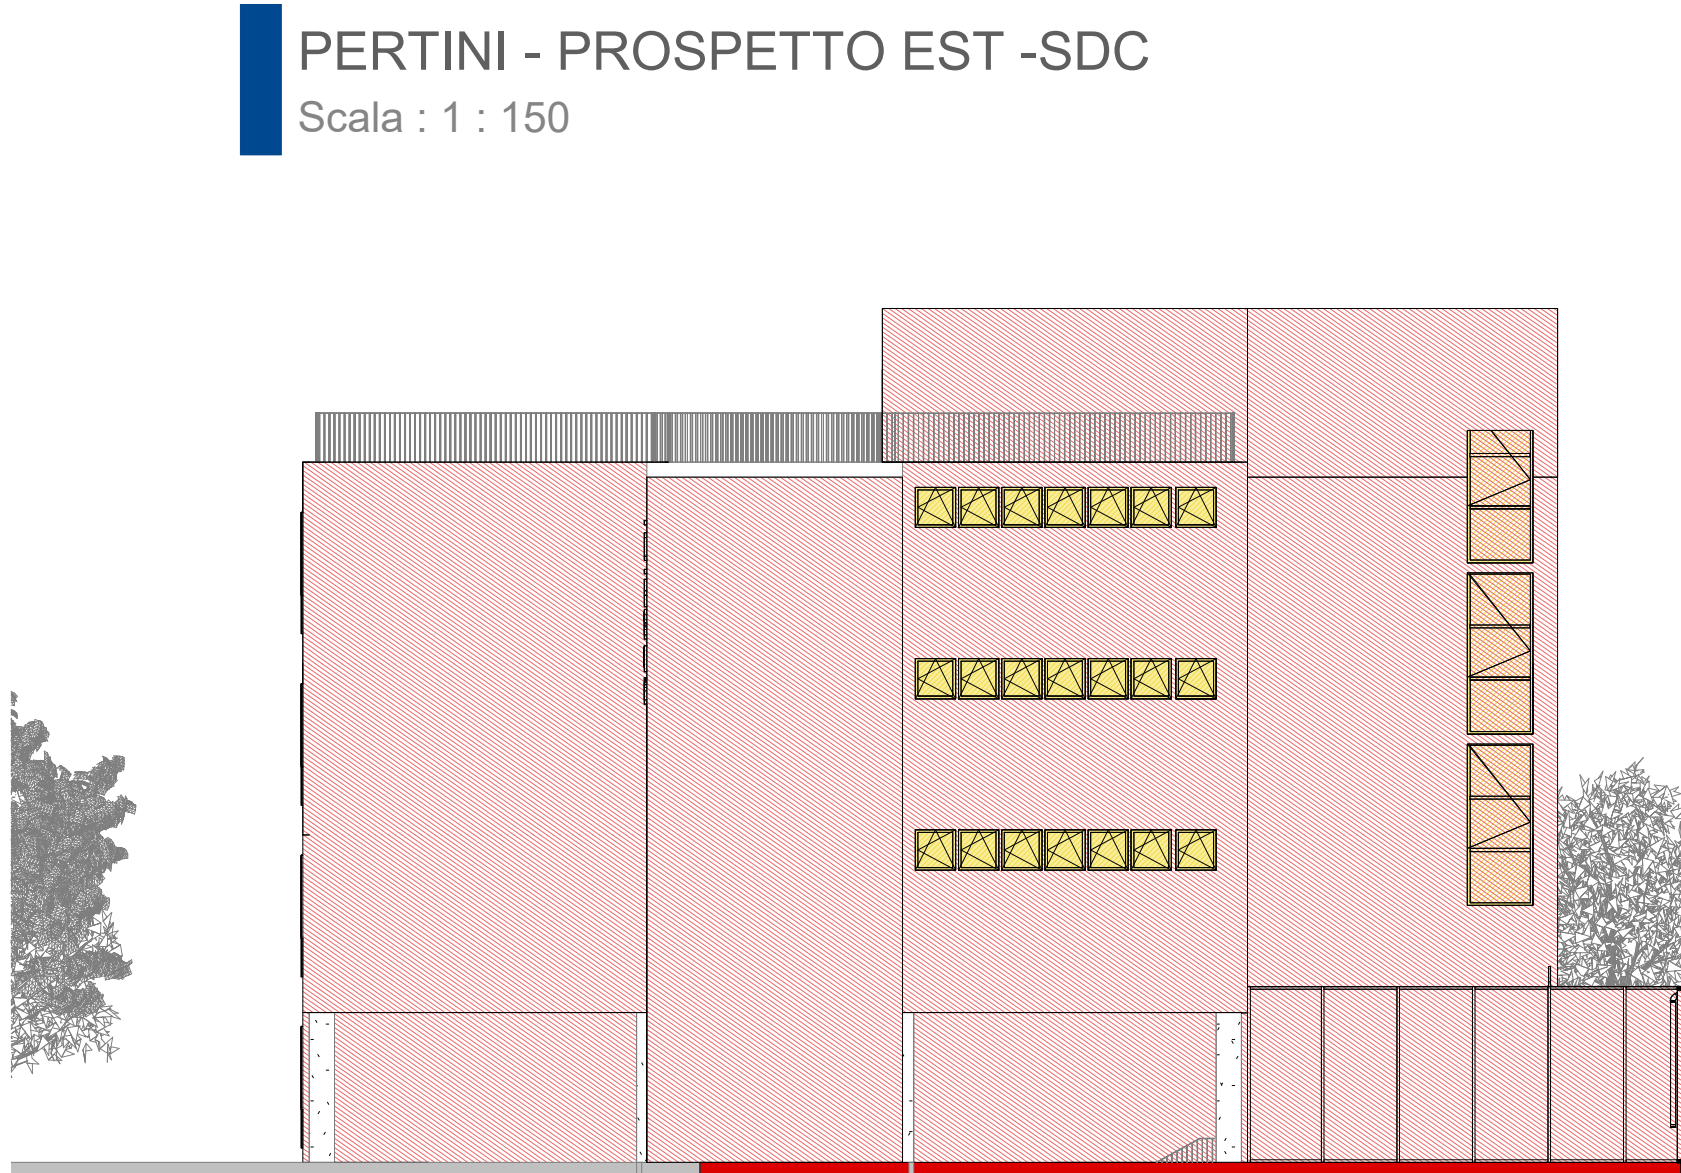 PERTINI - PROSPETTO EST -SDC
Scala : 1 : 150